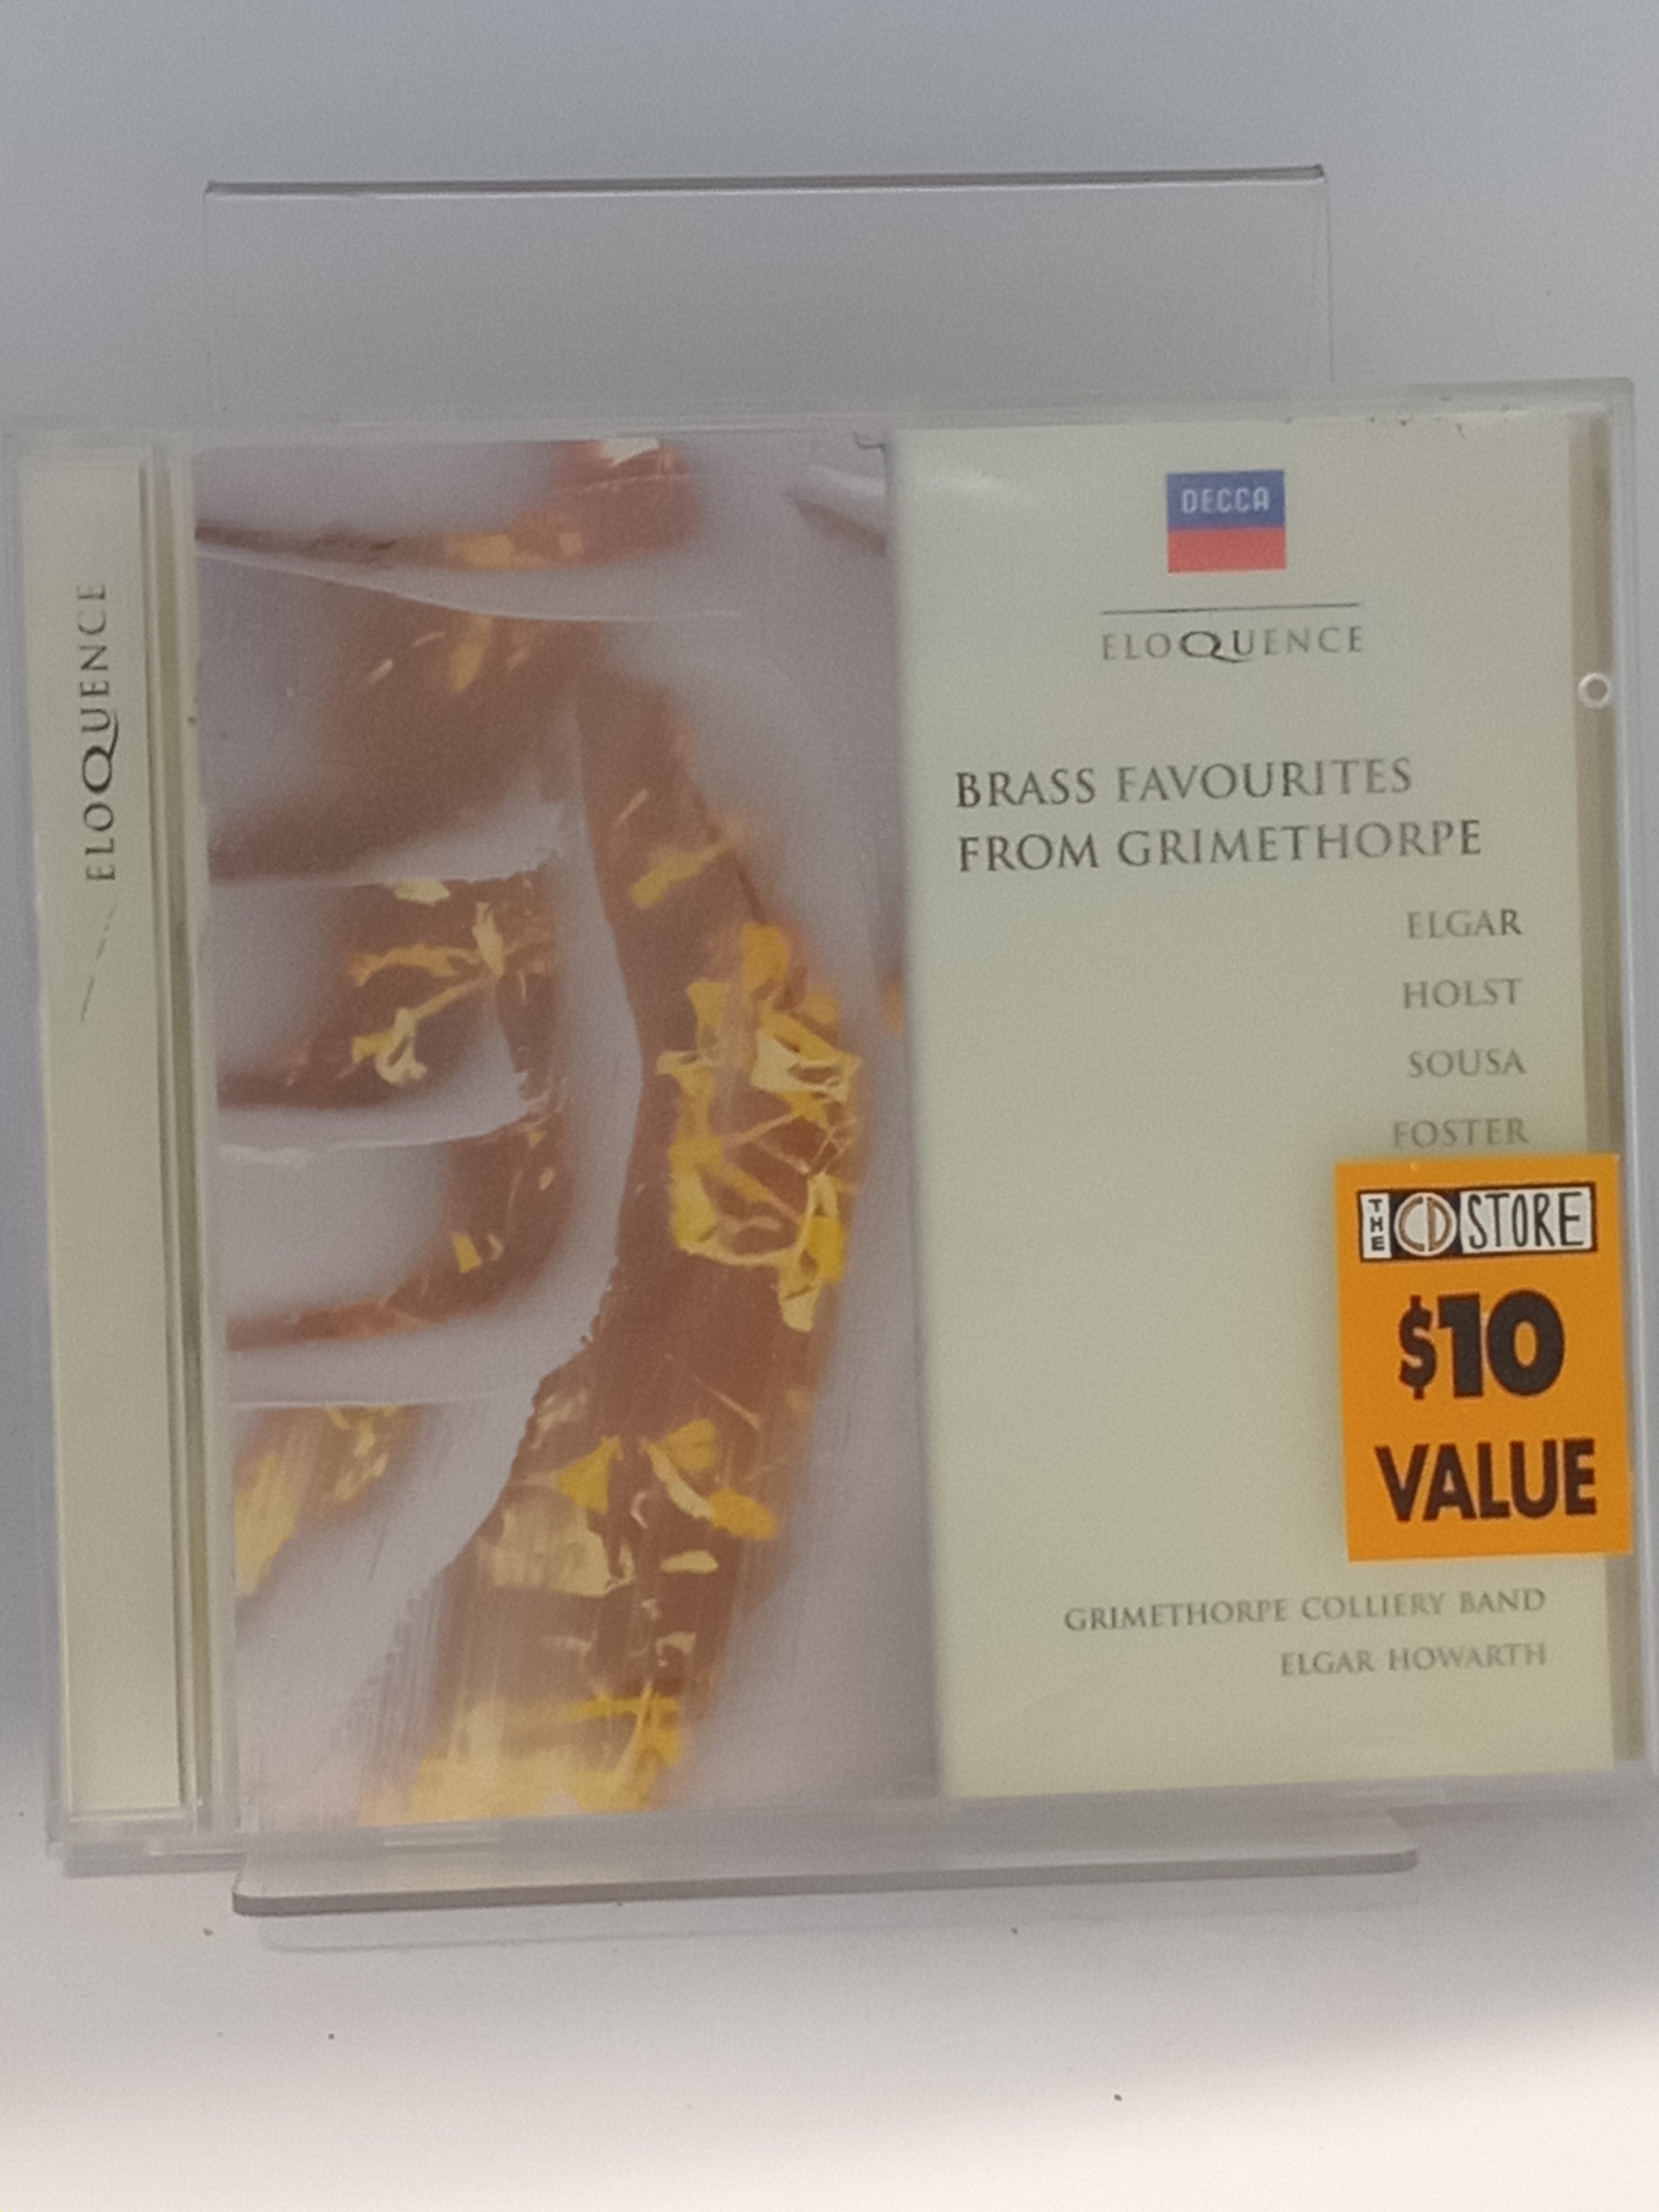 ELOQUENCE
DECCA
ELOQUENCE
BRASS FAVOURITES
FROM GRIMETHORPE
ELGAR
HOLST
SOUSA
FOSTER
THE CD STORE
$10
VALUE
GRIMETHORPE COLLIERY BAND
ELGAR HOWARTH